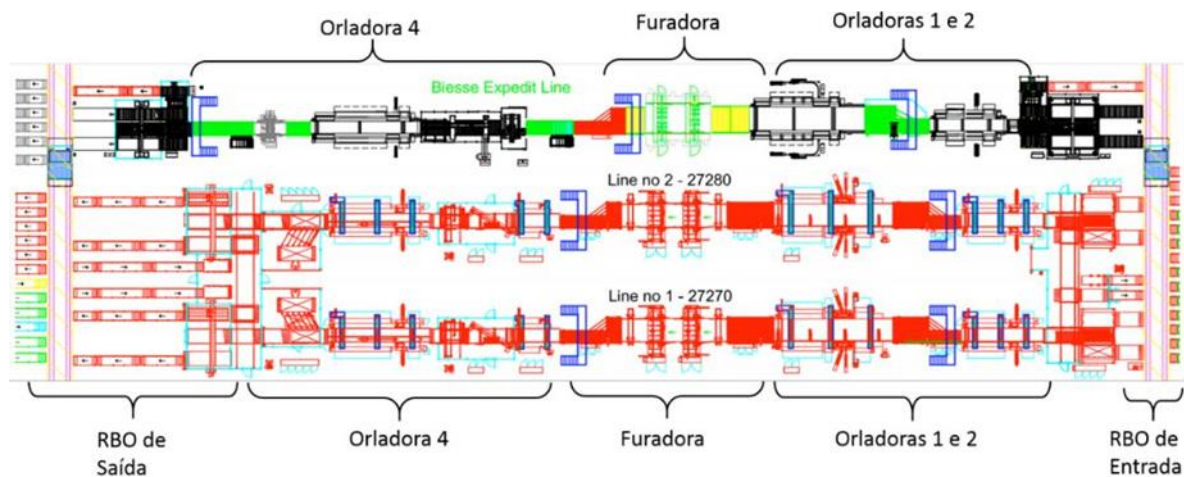 Orladora 4
Furadora
Orladoras 1 e 2
Biesse Expedit Line
Line no 2 - 27280
Line no 1 - 27270
RBO de
Saída
Orladora 4
Furadora
Orladoras 1 e 2
RBO de
Entrada